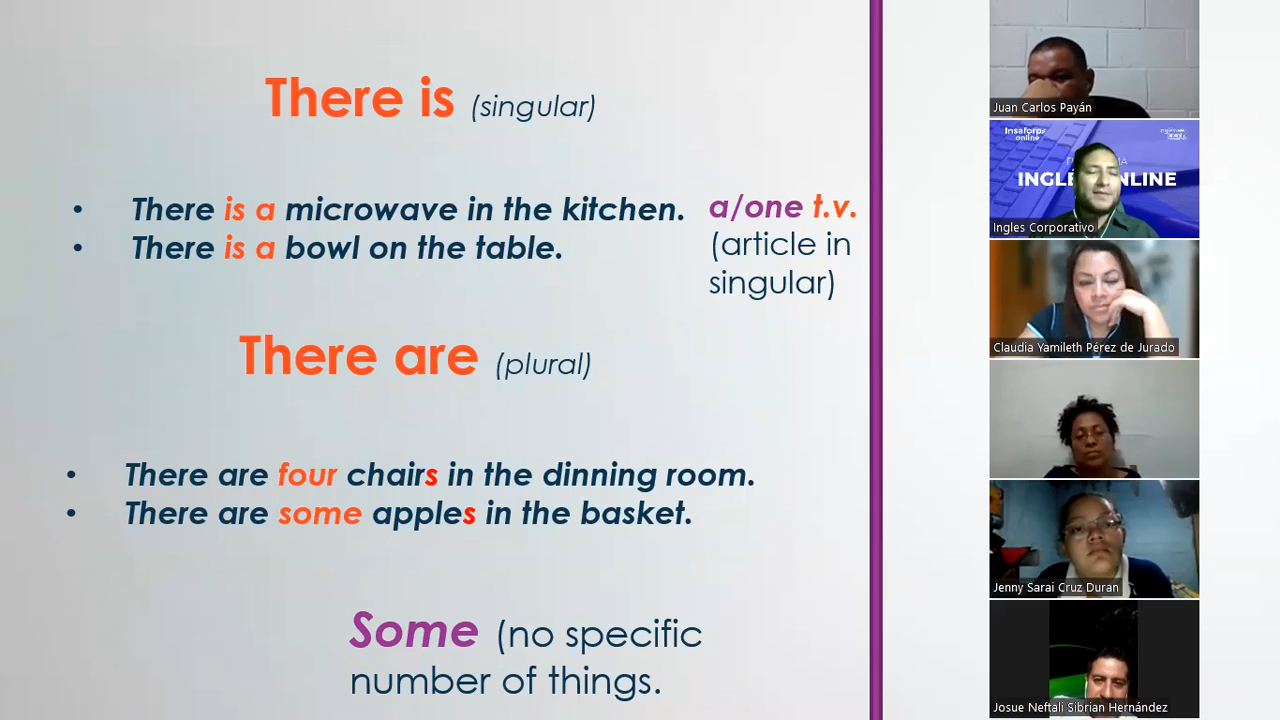 There is (singular)
There is a microwave in the kitchen.
There is a bowl on the table.
a/one t.v.
(article in
singular)
There are (plural)
There are four chairs in the dinning room.
There are some apples in the basket.
Some (no specific
number of things.
Juan Carlos Payán
Insaforp
online
INGLÉ NLINE
Ingles Corporativo
Claudia Yamileth Pérez de Jurado
Jenny Sarai Cruz Duran
Josue Neftali Sibrian Hernández